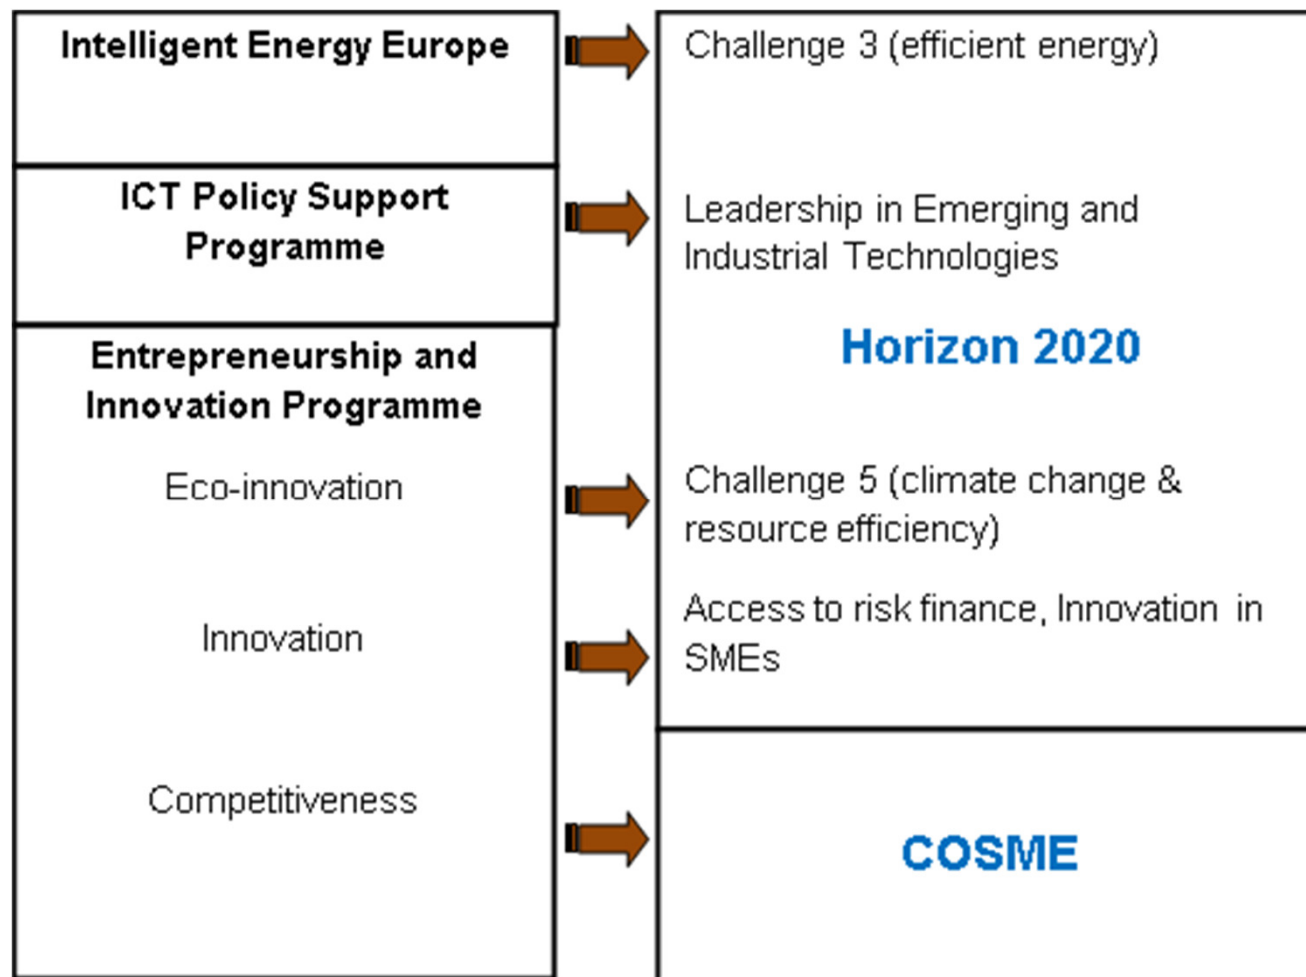 Intelligent Energy Europe
Challenge 3 (efficient energy)
ICT Policy Support
Programme
Leadership in Emerging and
Industrial Technologies
Horizon 2020
Entrepreneurship and
Innovation Programme
Eco-innovation
Challenge 5 (climate change &
resource efficiency)
Innovation
Access to risk finance, Innovation in
SMEs
Competitiveness
COSME